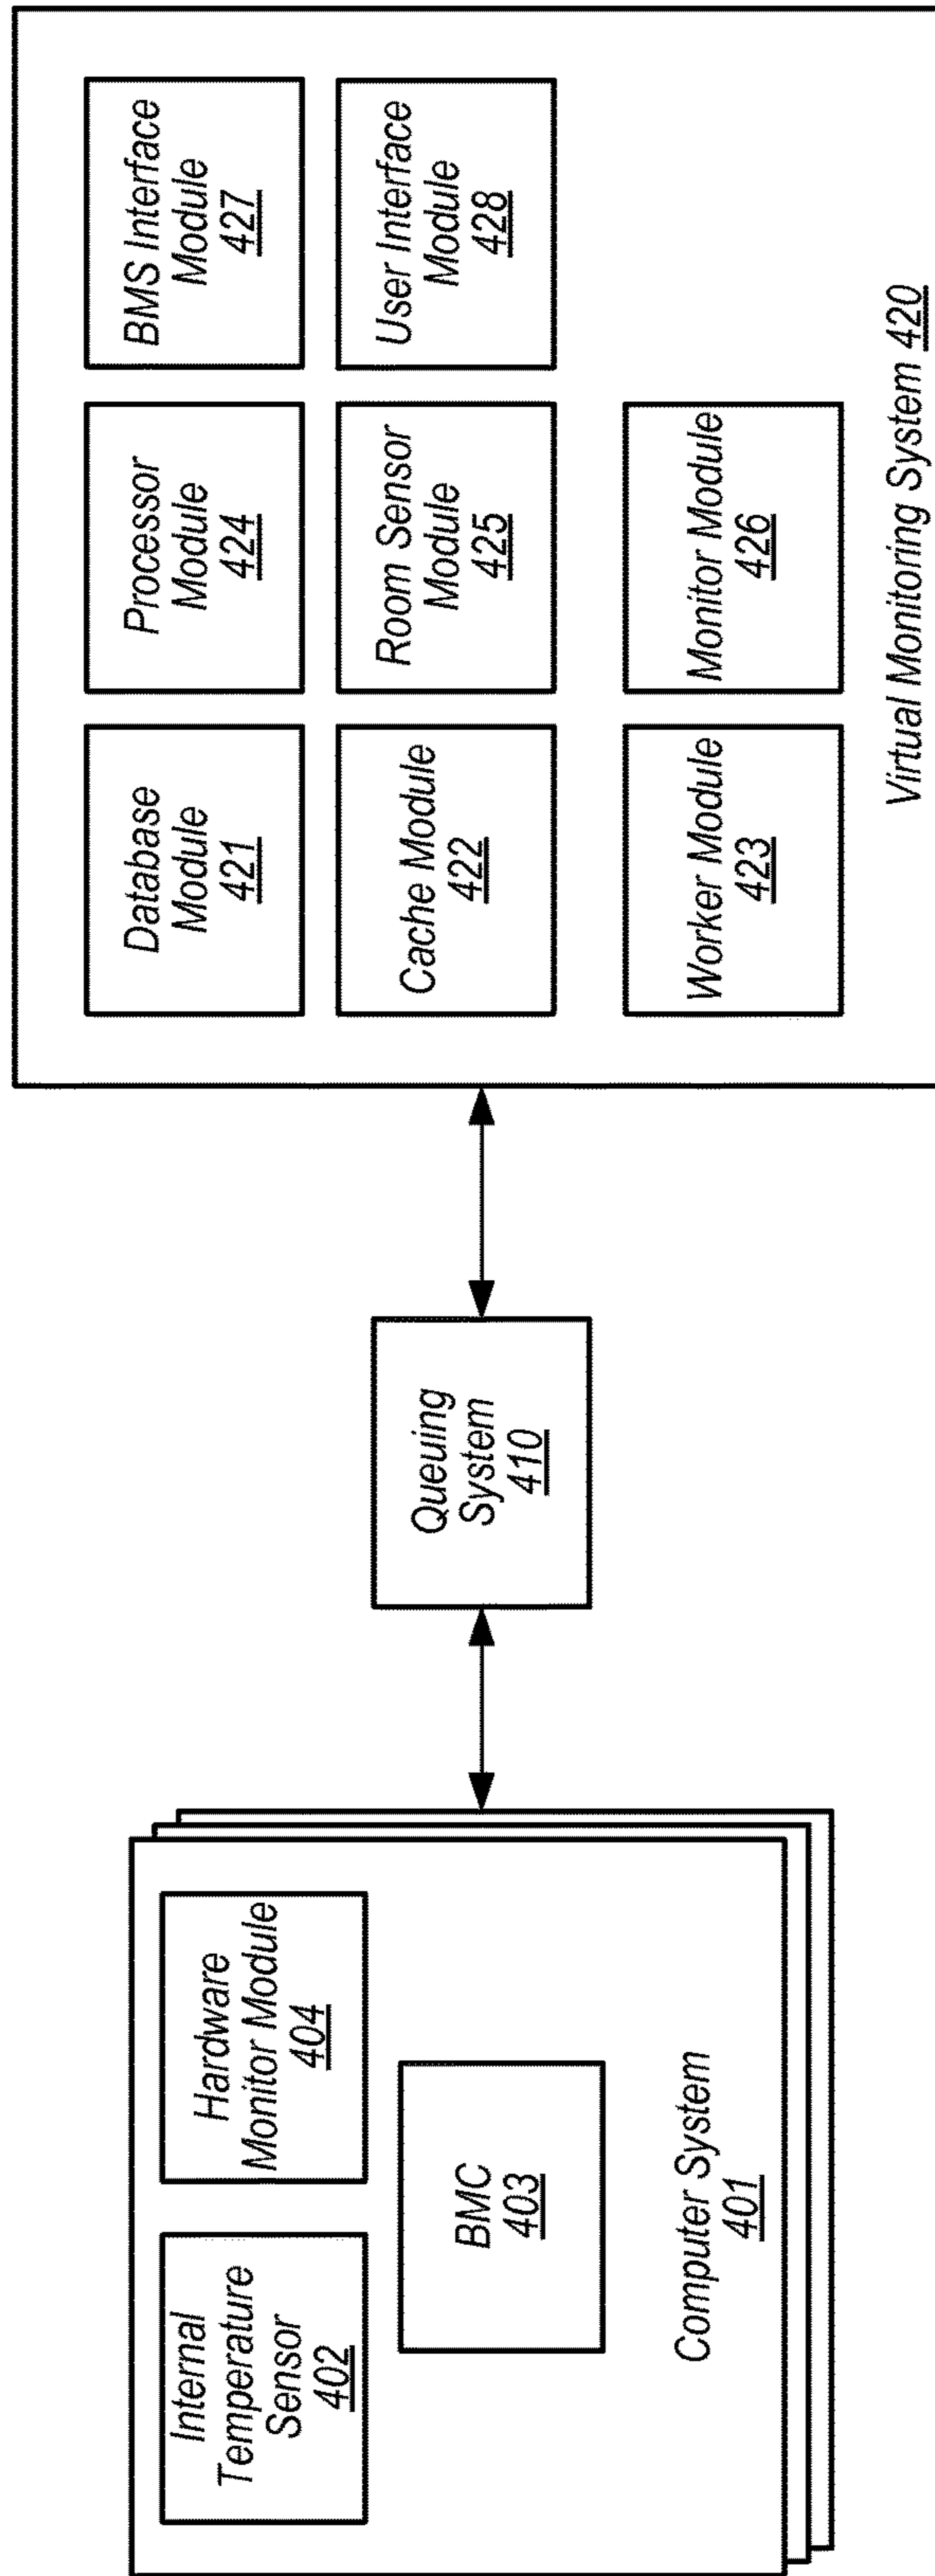 Internal
Temperature
Sensor
402
Hardware
Monitor Module
404
BMC
403
Computer System
401
Queuing
System
410
Database
Module
421
Processor
Module
424
BMS Interface
Module
427
Cache Module
422
Room Sensor
Module
425
User Interface
Module
428
Worker Module
423
Monitor Module
426
Virtual Monitoring System 420